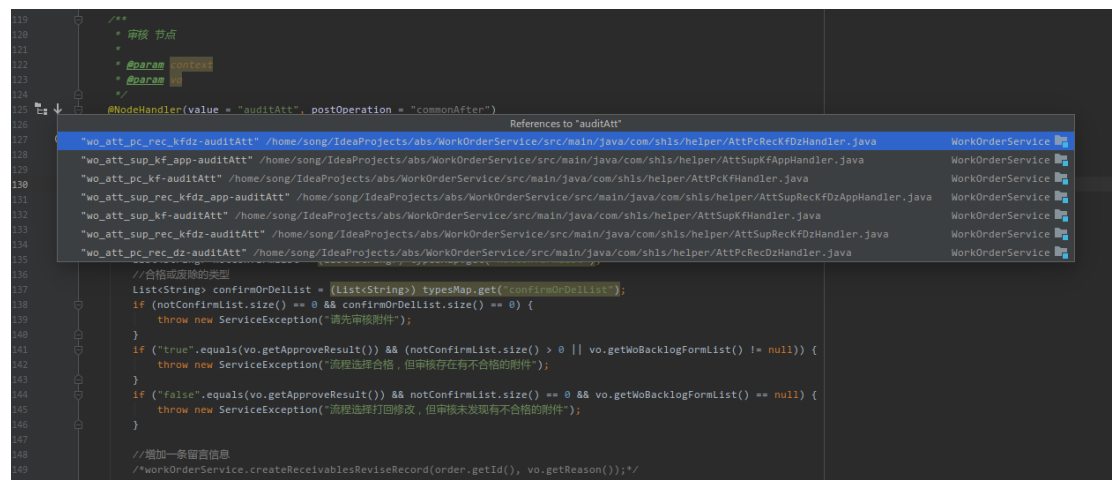 119 /**
120 * 审核 节点
121 *
122 * @param context
123 * @param vo
124 */
125 @NodeHandler(value = "auditAtt", postOperation = "commonAfter")
126 References to "auditAtt"
127 "wo_att_pc_rec_kfdz-auditAtt" /home/song/IdeaProjects/abs/WorkOrderService/src/main/java/com/shls/helper/AttPcRecKfDzHandler.java WorkOrderService
128 "wo_att_sup_kf_app-auditAtt" /home/song/IdeaProjects/abs/WorkOrderService/src/main/java/com/shls/helper/AttSupKfAppHandler.java WorkOrderService
130 "wo_att_pc_kf-auditAtt" /home/song/IdeaProjects/abs/WorkOrderService/src/main/java/com/shls/helper/AttPcKfHandler.java WorkOrderService
131 "wo_att_sup_rec_kfdz_app-auditAtt" /home/song/IdeaProjects/abs/WorkOrderService/src/main/java/com/shls/helper/AttSupRecKfDzAppHandler.java WorkOrderService
132 "wo_att_sup_kf-auditAtt" /home/song/IdeaProjects/abs/WorkOrderService/src/main/java/com/shls/helper/AttSupKfHandler.java WorkOrderService
133 "wo_att_sup_rec_kfdz-auditAtt" /home/song/IdeaProjects/abs/WorkOrderService/src/main/java/com/shls/helper/AttSupRecKfDzHandler.java WorkOrderService
134 "wo_att_pc_rec_dz-auditAtt" /home/song/IdeaProjects/abs/WorkOrderService/src/main/java/com/shls/helper/AttPcRecDzHandler.java WorkOrderService
135
136 //合格或废除的类型
137 List<String> confirmOrDelList = (List<String>) typesMap.get("confirmOrDelList");
138 if (notConfirmList.size() == 0 && confirmOrDelList.size() == 0) {
139 throw new ServiceException("请先审核附件");
140 }
141 if ("true".equals(vo.getApproveResult()) && (notConfirmList.size() > 0 || vo.getWoBacklogFormList() != null)) {
142 throw new ServiceException("流程选择合格，但审核存在有不合格的附件");
143 }
144 if ("false".equals(vo.getApproveResult()) && notConfirmList.size() == 0 && vo.getWoBacklogFormList() == null) {
145 throw new ServiceException("流程选择打回修改，但审核未发现有不合格的附件");
146 }
147
148 //增加一条留言信息
149 /*workOrderService.createReceivablesReviseRecord(order.getId(), vo.getReason());*/